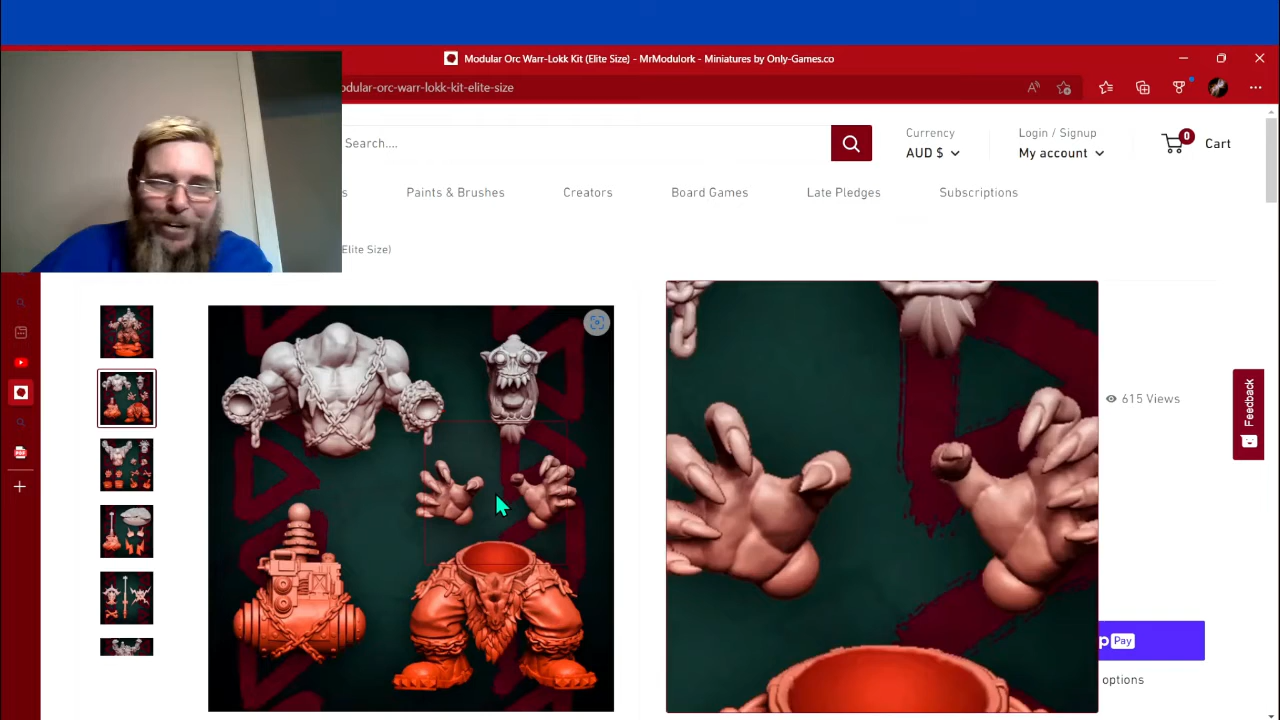 Modular Orc Warr-Lokk Kit (Elite Size) - MrModulork - Miniatures by Only-Games.co
odular-orc-warr-lokk-kit-elite-size
Search....
Currency
AUD $
Login / Signup
My account
0
Cart
s
Paints & Brushes
Creators
Board Games
Late Pledges
Subscriptions
Elite Size)
615 Views
Feedback
PDF
p Pay
options